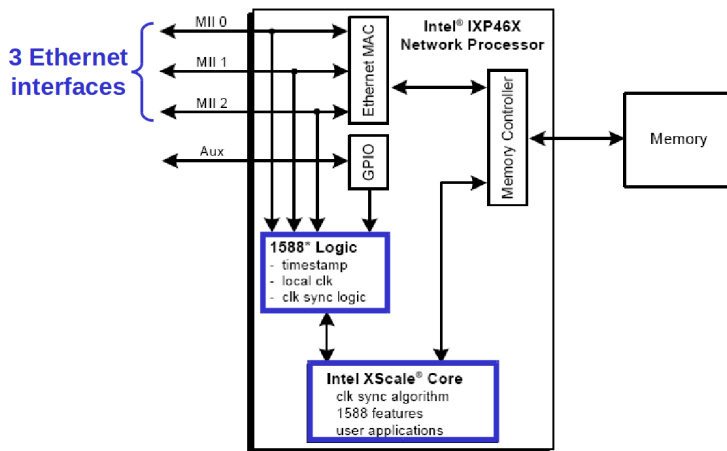 MII 0
Intel® IXP46X
Network Processor
3 Ethernet
interfaces
MII 1
MII 2
Ethernet MAC
Memory Controller
Memory
Aux
GPIO
1588* Logic
- timestamp
- local clk
- clk sync logic
Intel XScale® Core
clk sync algorithm
1588 features
user applications